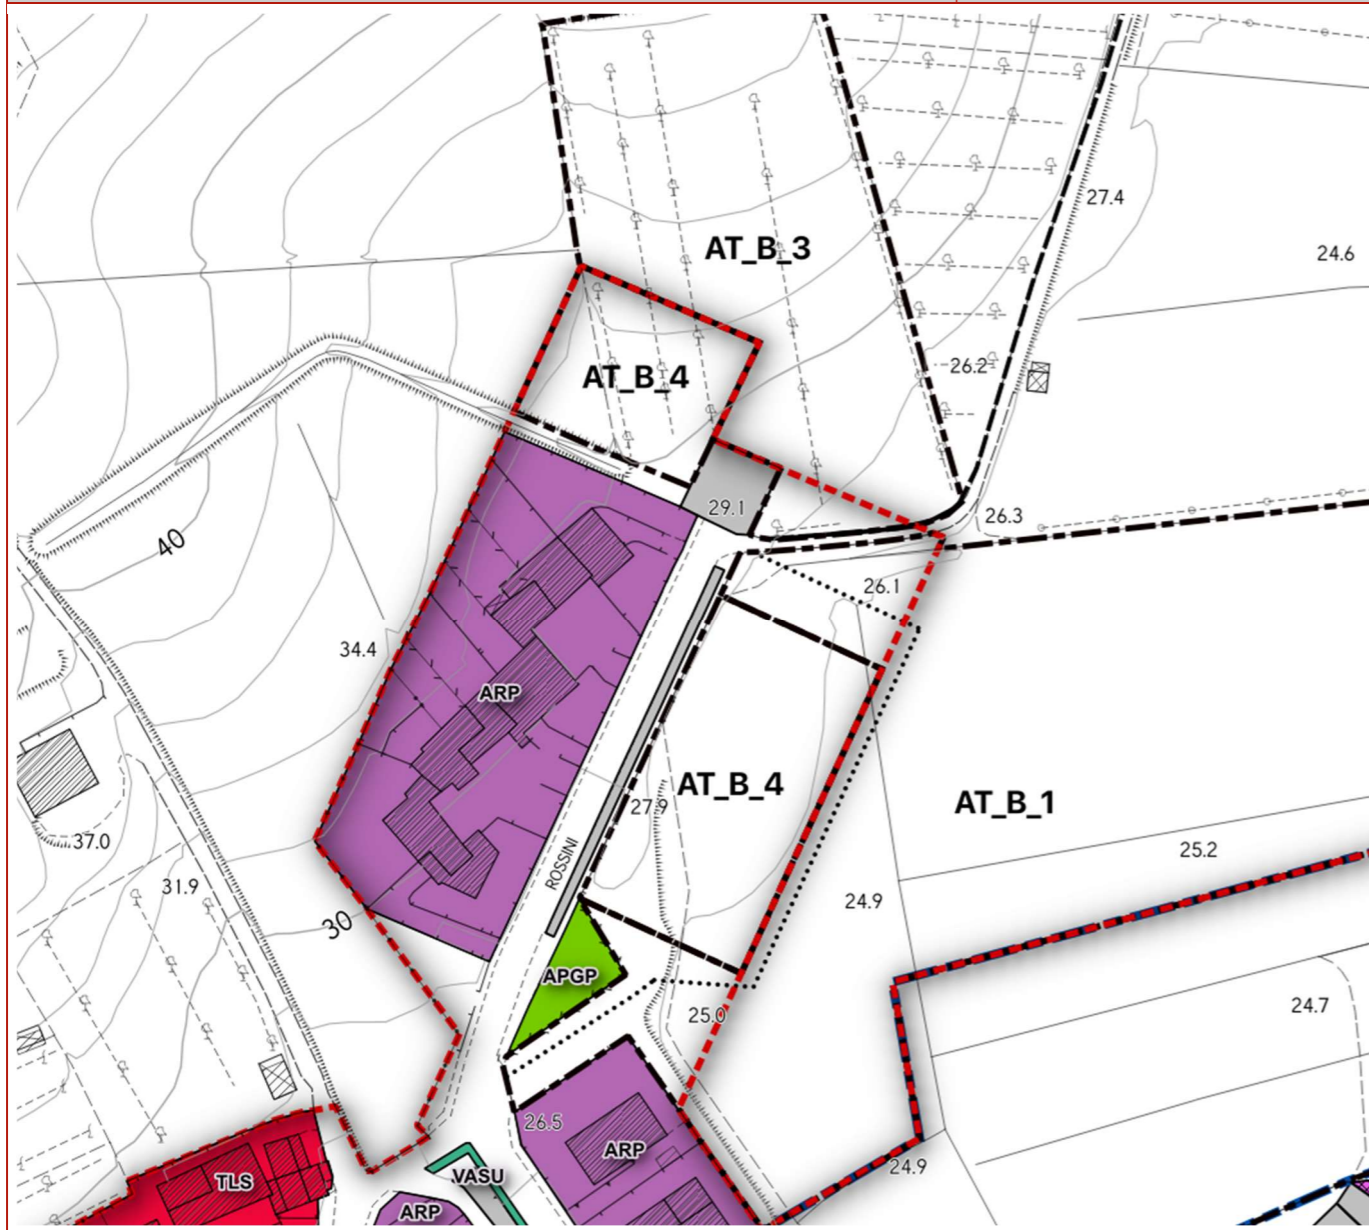 27.4
AT_B_3
24.6
26.2
AT_B_4
29.1
26.3
40
26.1
34.4
ARP
AT_B_4
27.9
AT_B_1
37.0
ROSSINI
25.2
31.9
24.9
30
APGP
25.0
24.7
26.5
ARP
24.9
VASU
TLS
ARP